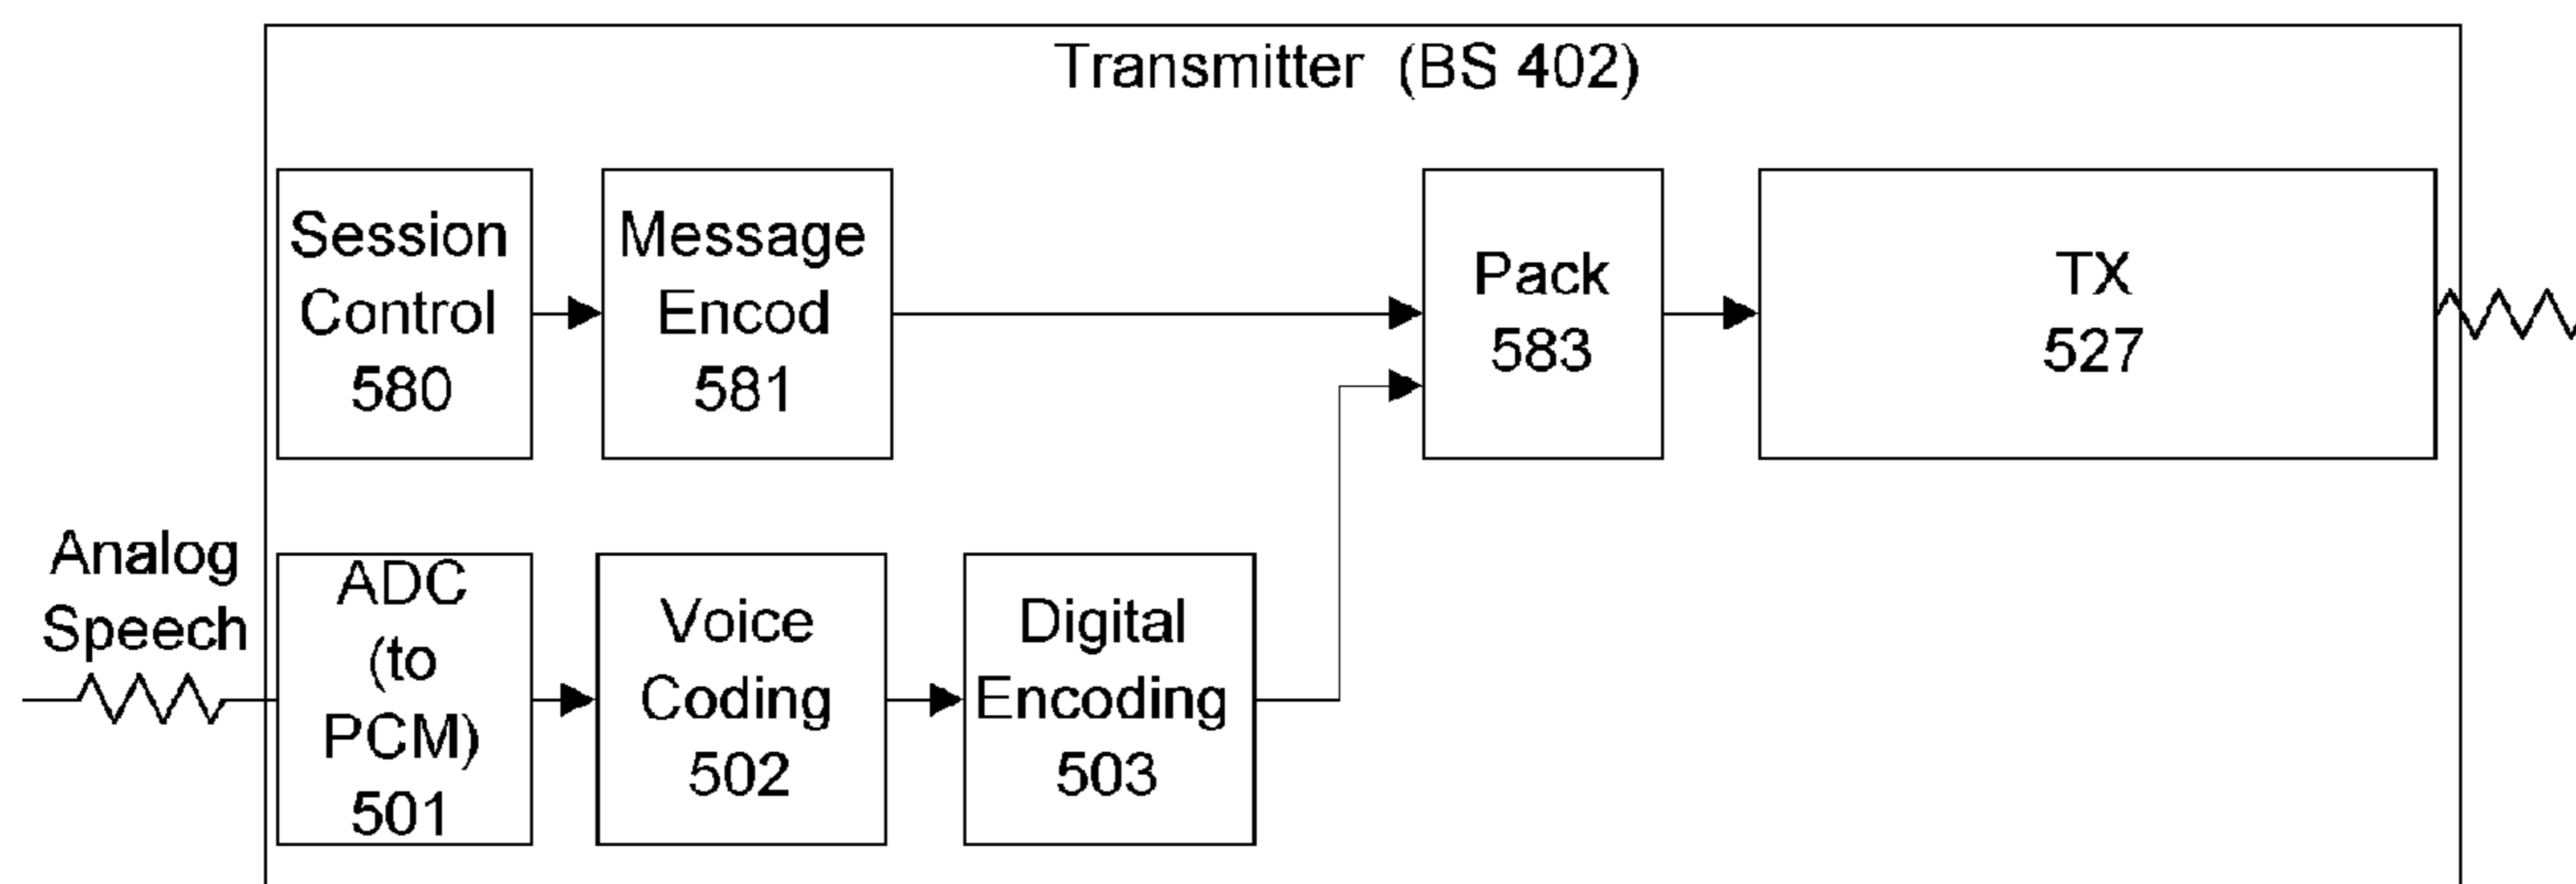 Transmitter (BS 402)
Session
Control
580
Message
Encod
581
Pack
583
TX
527
Analog
Speech
ADC
(to
PCM)
501
Voice
Coding
502
Digital
Encoding
503